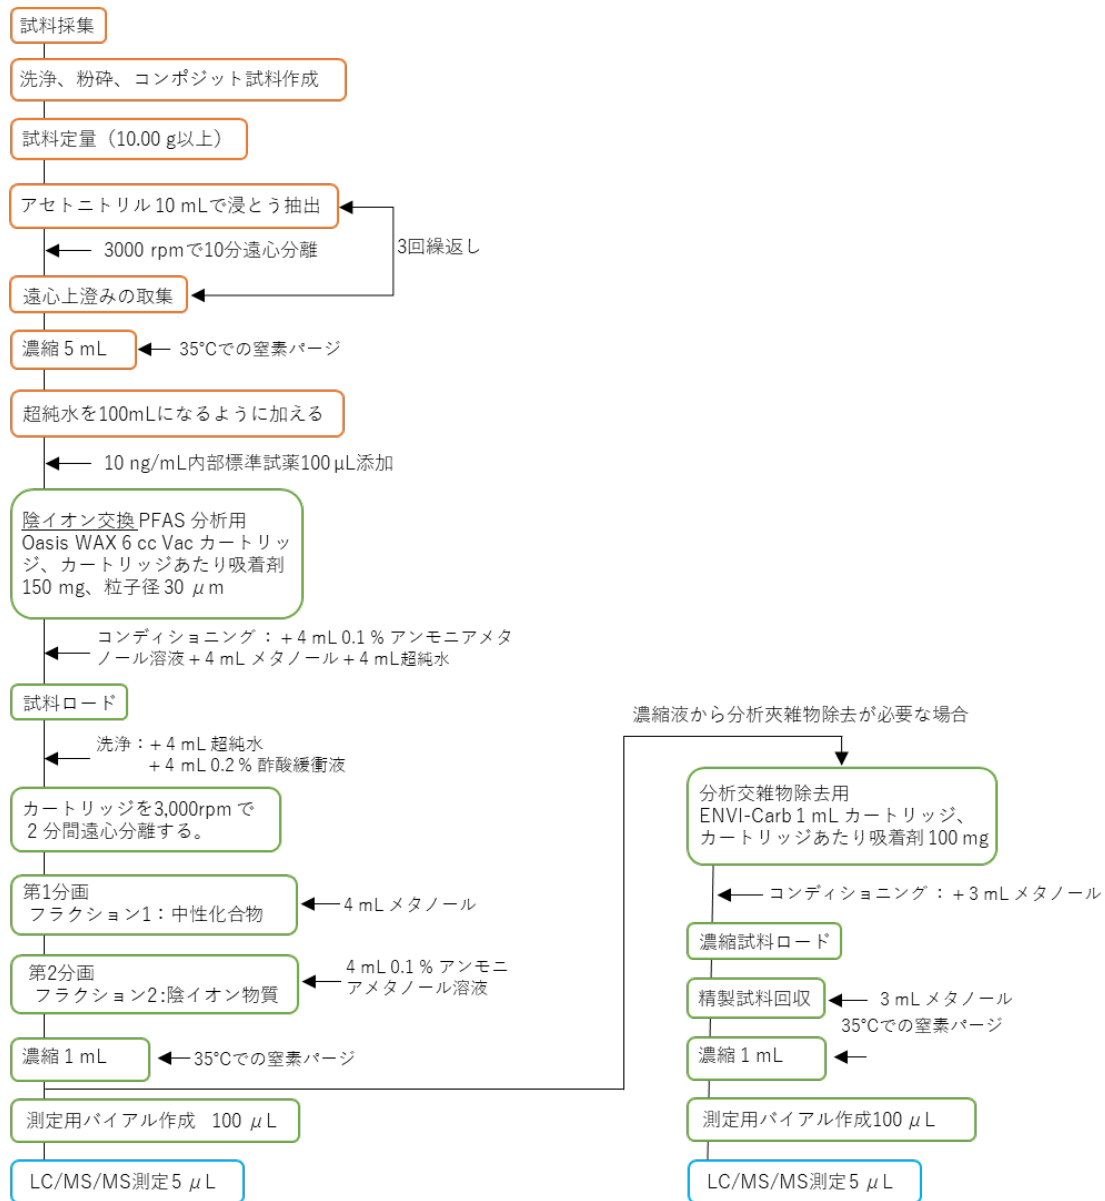 試料採集
洗浄、粉砕、コンポジット試料作成
試料定量（10.00 g以上）
アセトニトリル 10 mLで浸とう抽出
3000 rpmで10分遠心分離
3回繰返し
遠心上澄みの取集
濃縮 5 mL
35°Cでの窒素パージ
超純水を100mLになるように加える
10 ng/mL内部標準試薬100 μL添加
陰イオン交換 PFAS 分析用
Oasis WAX 6 cc Vac カートリッ
ジ、カートリッジあたり吸着剤
150 mg、粒子径 30 μm
コンディショニング ：+ 4 mL 0.1 % アンモニアメタ
ノール溶液 + 4 mL メタノール + 4 mL超純水
試料ロード
洗浄：+ 4 mL 超純水
+ 4 mL 0.2 % 酢酸緩衝液
カートリッジを3,000rpm で
2 分間遠心分離する。
第1分画
フラクション1：中性化合物
4 mL メタノール
第2分画
フラクション2:陰イオン物質
4 mL 0.1 % アンモニ
アメタノール溶液
濃縮 1 mL
35°Cでの窒素パージ
測定用バイアル作成 100 μL
LC/MS/MS測定 5 μL
濃縮液から分析夾雑物除去が必要な場合
分析交雑物除去用
ENVI-Carb 1 mL カートリッジ、
カートリッジあたり吸着剤 100 mg
コンディショニング ：+ 3 mL メタノール
濃縮試料ロード
精製試料回収
3 mL メタノール
35°Cでの窒素パージ
濃縮 1 mL
測定用バイアル作成100 μL
LC/MS/MS測定 5 μL